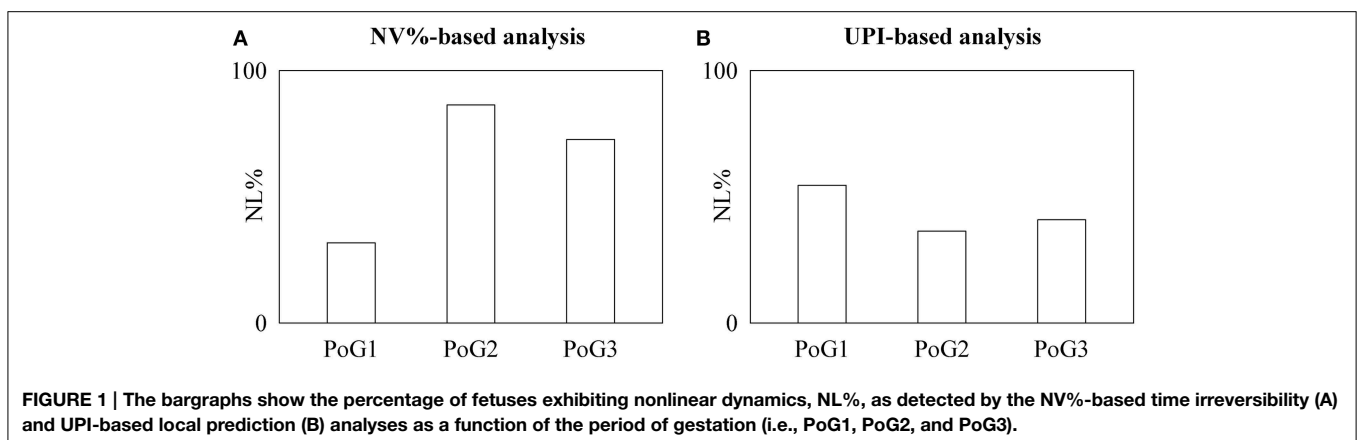 A NV%-based analysis
100
NL%
0
PoG1 PoG2 PoG3
B UPI-based analysis
100
NL%
0
PoG1 PoG2 PoG3
FIGURE 1 | The bargraphs show the percentage of fetuses exhibiting nonlinear dynamics, NL%, as detected by the NV%-based time irreversibility (A)
and UPI-based local prediction (B) analyses as a function of the period of gestation (i.e., PoG1, PoG2, and PoG3).